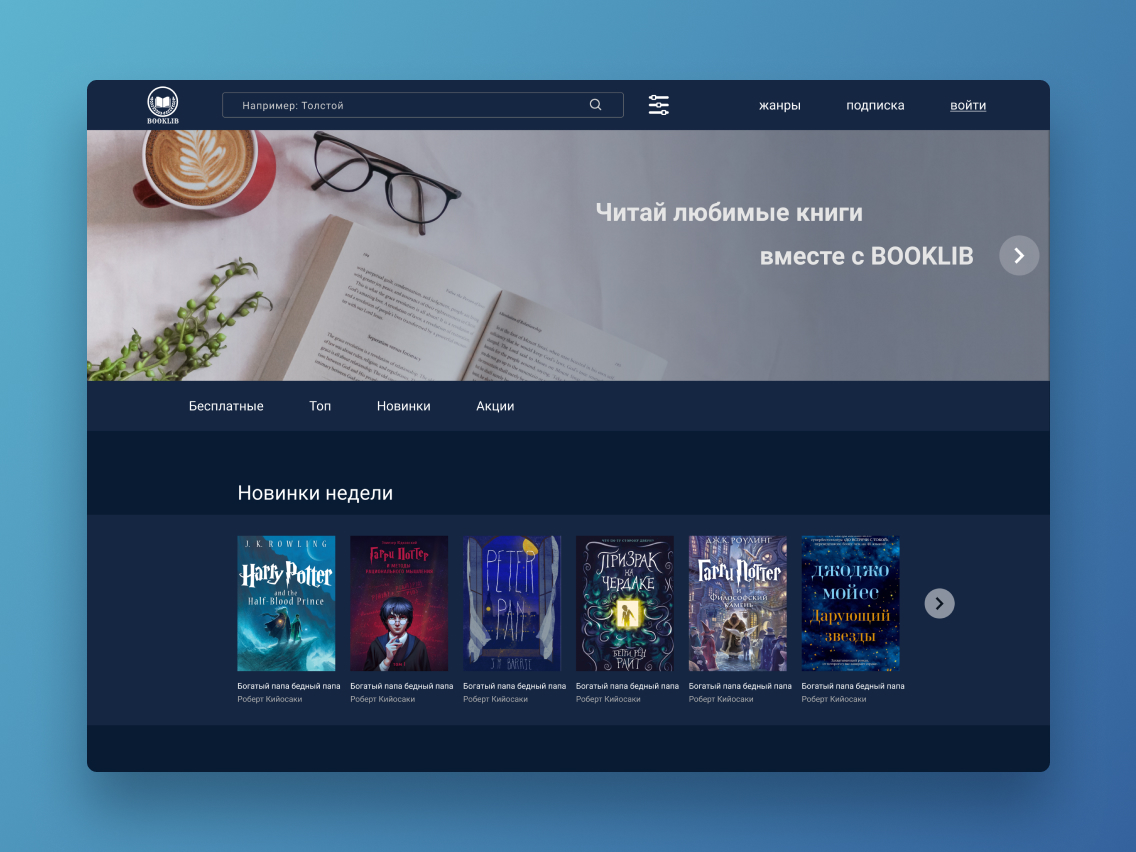 BOOKLIB
Например: Толстой
жанры
подписка
войти
Читай любимые книги
вместе с BOOKLIB
Бесплатные
Топ
Новинки
Акции
Новинки недели
J. K. ROWLING
Harry Potter
and the
Half-Blood Prince
Гарри Поттер
и методы
рационального мышления
PETER
PAN
J M BARRIE
ПРИЗРАК
НА
ЧЕРДАКЕ
БЕТТИ РЕН
РАЙТ
ДЖ.К. РОУЛИНГ
Гарри Поттер
и
Философский
камень
джоджо
мойес
Дарующий
звезды
Богатый папа бедный папа
Роберт Кийосаки
Богатый папа бедный папа
Роберт Кийосаки
Богатый папа бедный папа
Роберт Кийосаки
Богатый папа бедный папа
Роберт Кийосаки
Богатый папа бедный папа
Роберт Кийосаки
Богатый папа бедный папа
Роберт Кийосаки